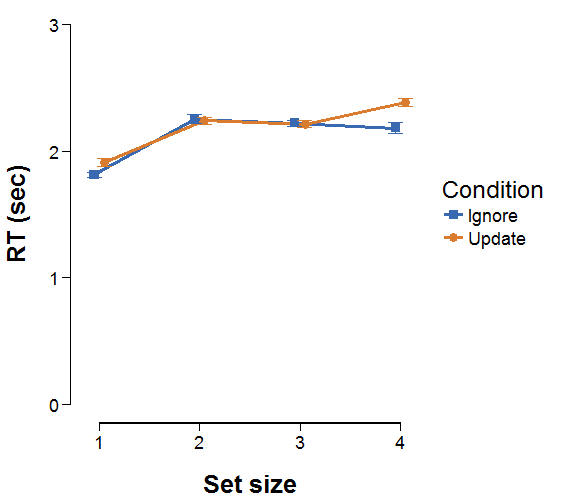 3
2
1
0
RT (sec)
1 2 3 4
Set size
Condition
Ignore
Update